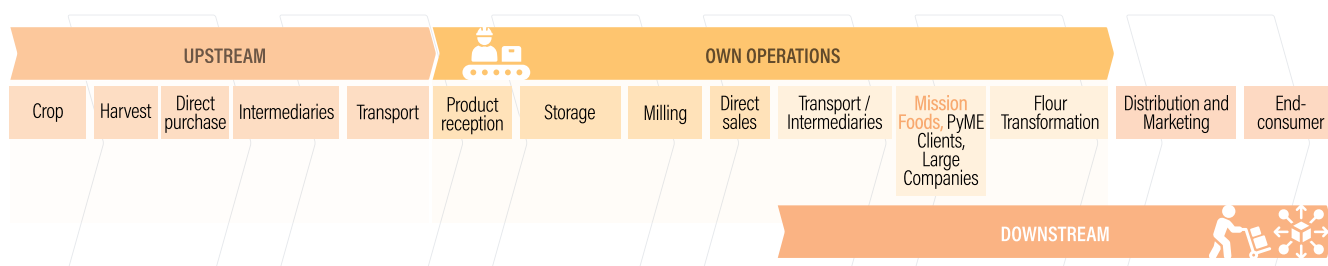 UPSTREAM
OWN OPERATIONS
Crop
Harvest
Direct
purchase
Intermediaries
Transport
Product
reception
Storage
Milling
Direct
sales
Transport /
Intermediaries
Mission
Foods, PyME
Clients,
Large
Companies
Flour
Transformation
Distribution and
Marketing
End-
consumer
DOWNSTREAM